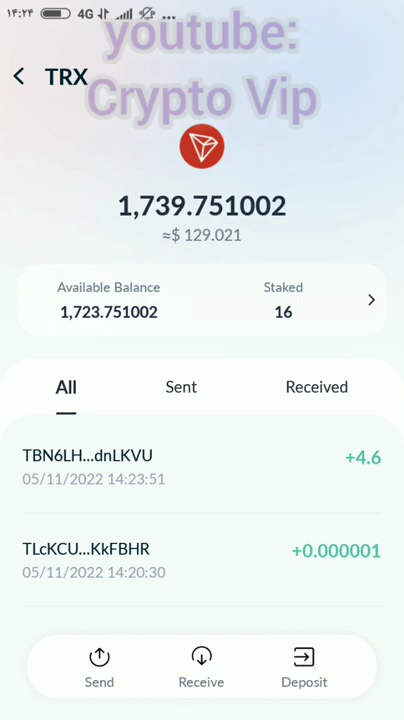 ۱۴:۲۴ 4G
youtube:
TRX
Crypto Vip
1,739.751002
≈$ 129.021
Available Balance Staked
1,723.751002 16
All Sent Received
TBN6LH...dnLKVU +4.6
05/11/2022 14:23:51
TLcKCU...KkFBHR +0.000001
05/11/2022 14:20:30
Send Receive Deposit